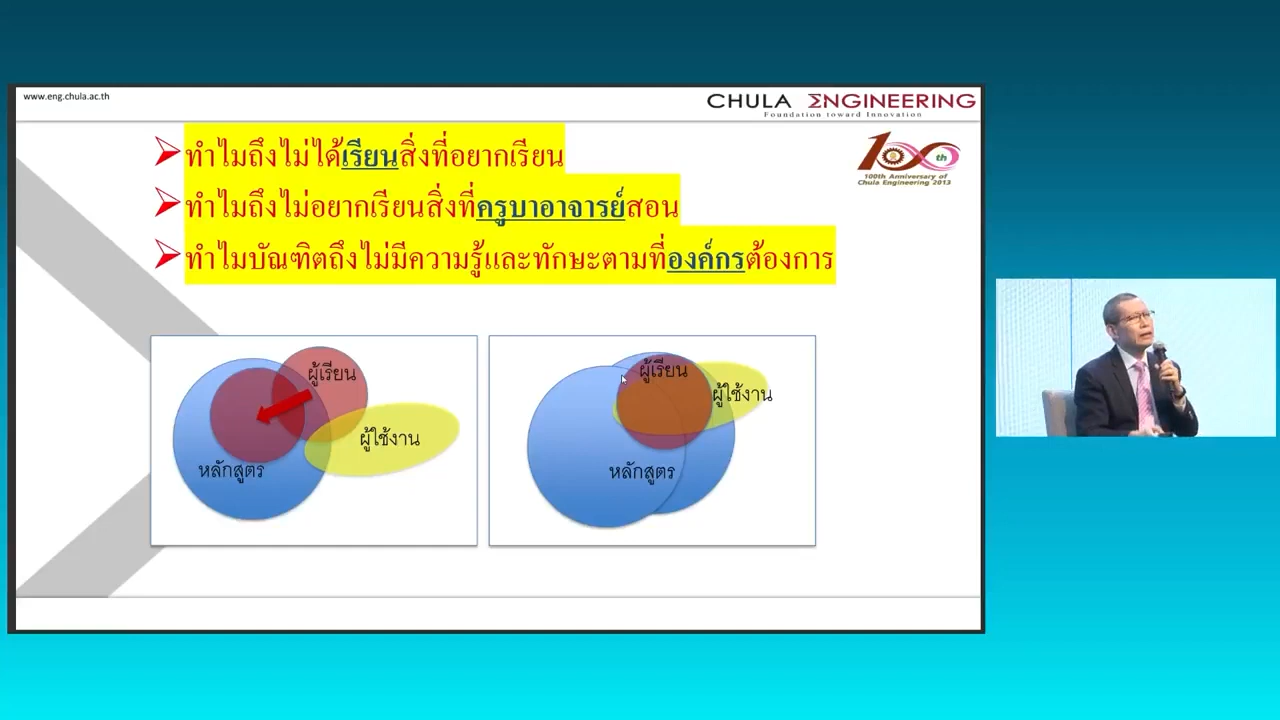 www.eng.chula.ac.th
CHULA ΣNGINEERING
Foundation toward Innovation
100th
100th Anniversary of
Chula Engineering 2013
ทำไมถึงไม่ได้เรียนสิ่งที่อยากเรียน
ทำไมถึงไม่อยากเรียนสิ่งที่ครูบาอาจารย์สอน
ทำไมบัณฑิตถึงไม่มีความรู้และทักษะตามที่องค์กรต้องการ
ผู้เรียน
ผู้ใช้งาน
หลักสูตร
ผู้เรียน
ผู้ใช้งาน
หลักสูตร